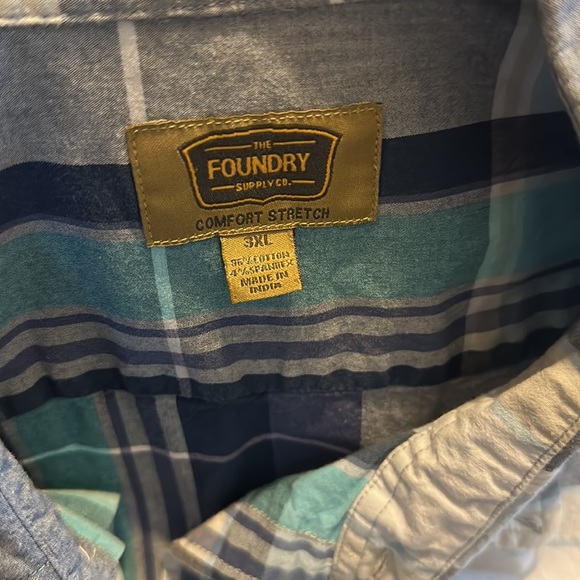 THE
FOUNDRY
SUPPLY CO.
COMFORT STRETCH
3XL
96% COTTON
4% SPANDEX
MADE IN
INDIA